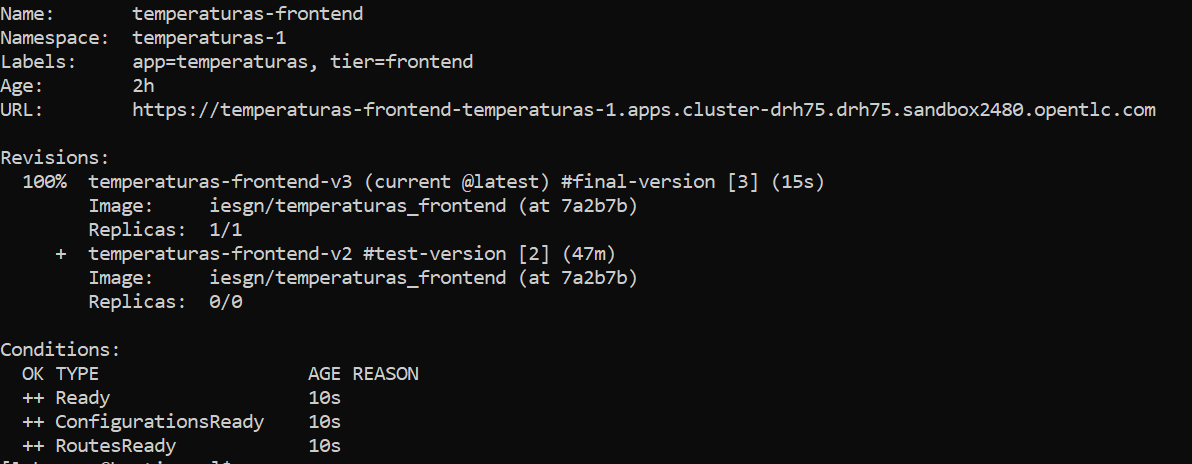 Name:       temperaturas-frontend
Namespace:  temperaturas-1
Labels:     app=temperaturas, tier=frontend
Age:        2h
URL:        https://temperaturas-frontend-temperaturas-1.apps.cluster-drh75.drh75.sandbox2480.opentlc.com
Revisions:
  100%  temperaturas-frontend-v3 (current @latest) #final-version [3] (15s)
        Image:     iesgn/temperaturas_frontend (at 7a2b7b)
        Replicas:  1/1
     +  temperaturas-frontend-v2 #test-version [2] (47m)
        Image:     iesgn/temperaturas_frontend (at 7a2b7b)
        Replicas:  0/0
Conditions:
  OK TYPE                  AGE REASON
  ++ Ready                 10s
  ++ ConfigurationsReady   10s
  ++ RoutesReady           10s